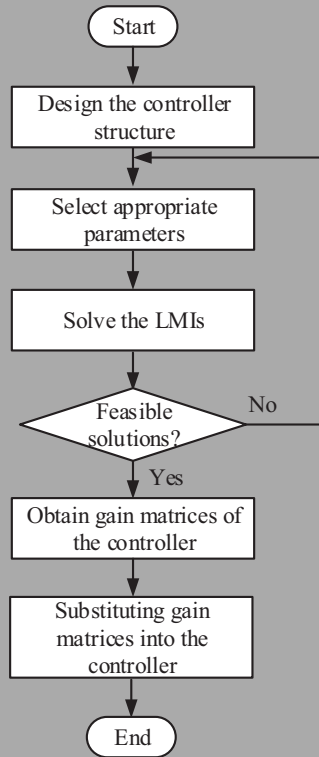 Start
Design the controller
structure
Select appropriate
parameters
Solve the LMIs
Feasible
solutions?
No
Yes
Obtain gain matrices of
the controller
Substituting gain
matrices into the
controller
End